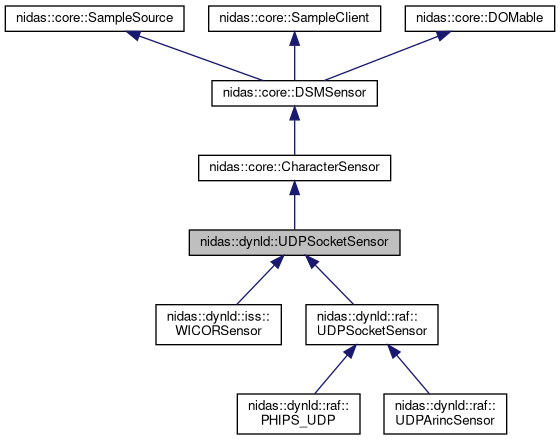 nidas::core::SampleSource
nidas::core::SampleClient
nidas::core::DOMable
nidas::core::DSMSensor
nidas::core::CharacterSensor
nidas::dynld::UDPSocketSensor
nidas::dynld::iss::
WICORSensor
nidas::dynld::raf::
UDPSocketSensor
nidas::dynld::raf::
PHIPS_UDP
nidas::dynld::raf::
UDPArincSensor